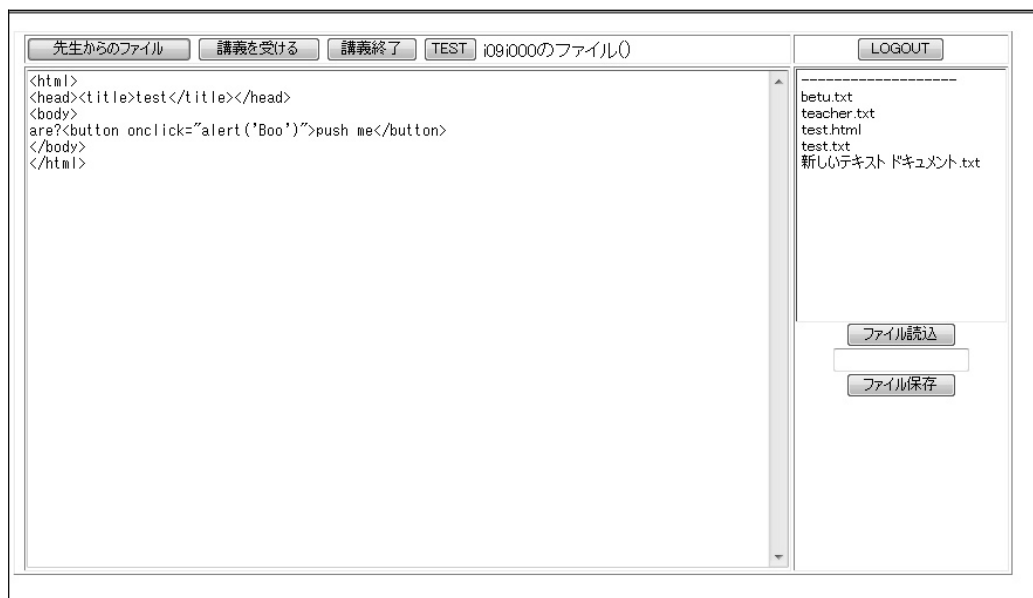 先生からのファイル 講義を受ける 講義終了 TEST i09i000のファイル() LOGOUT
<html>
<head><title>test</title></head>
<body>
are?<button onclick="alert('Boo')">push me</button>
</body>
</html>
-------------------
betu.txt
teacher.txt
test.html
test.txt
新しいテキスト ドキュメント.txt
ファイル読込
ファイル保存